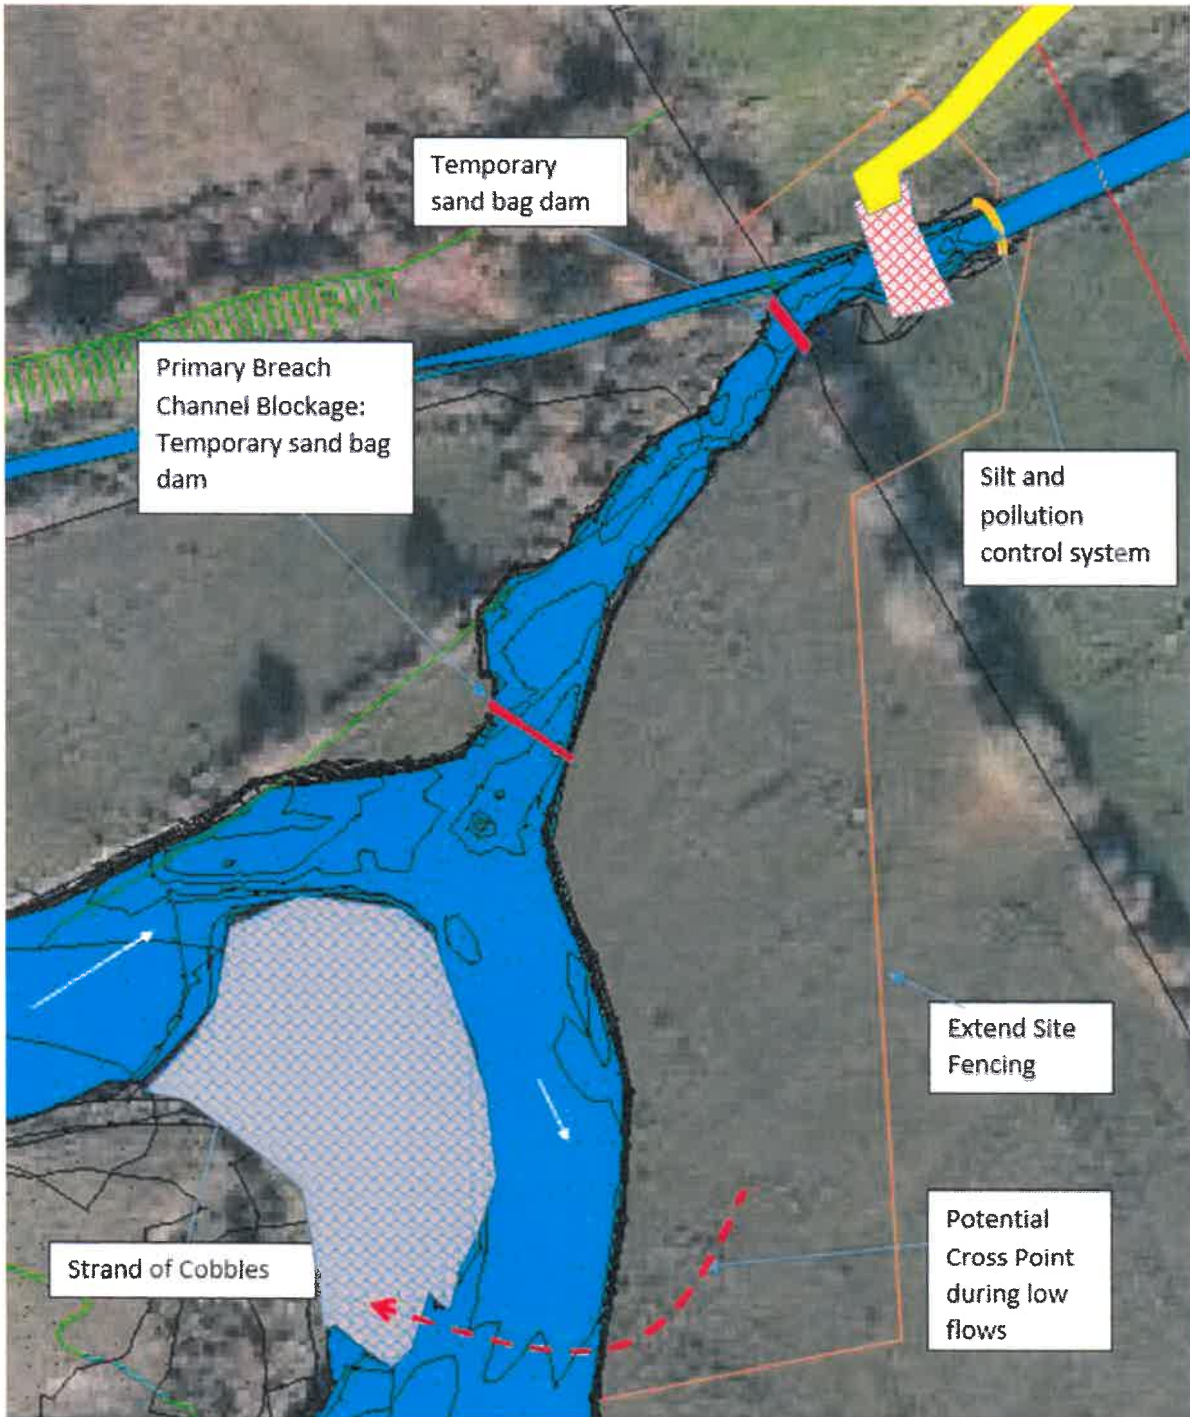 Temporary
sand bag dam
Primary Breach
Channel Blockage:
Temporary sand bag
dam
Silt and
pollution
control system
Extend Site
Fencing
Potential
Cross Point
during low
flows
Strand of Cobbles